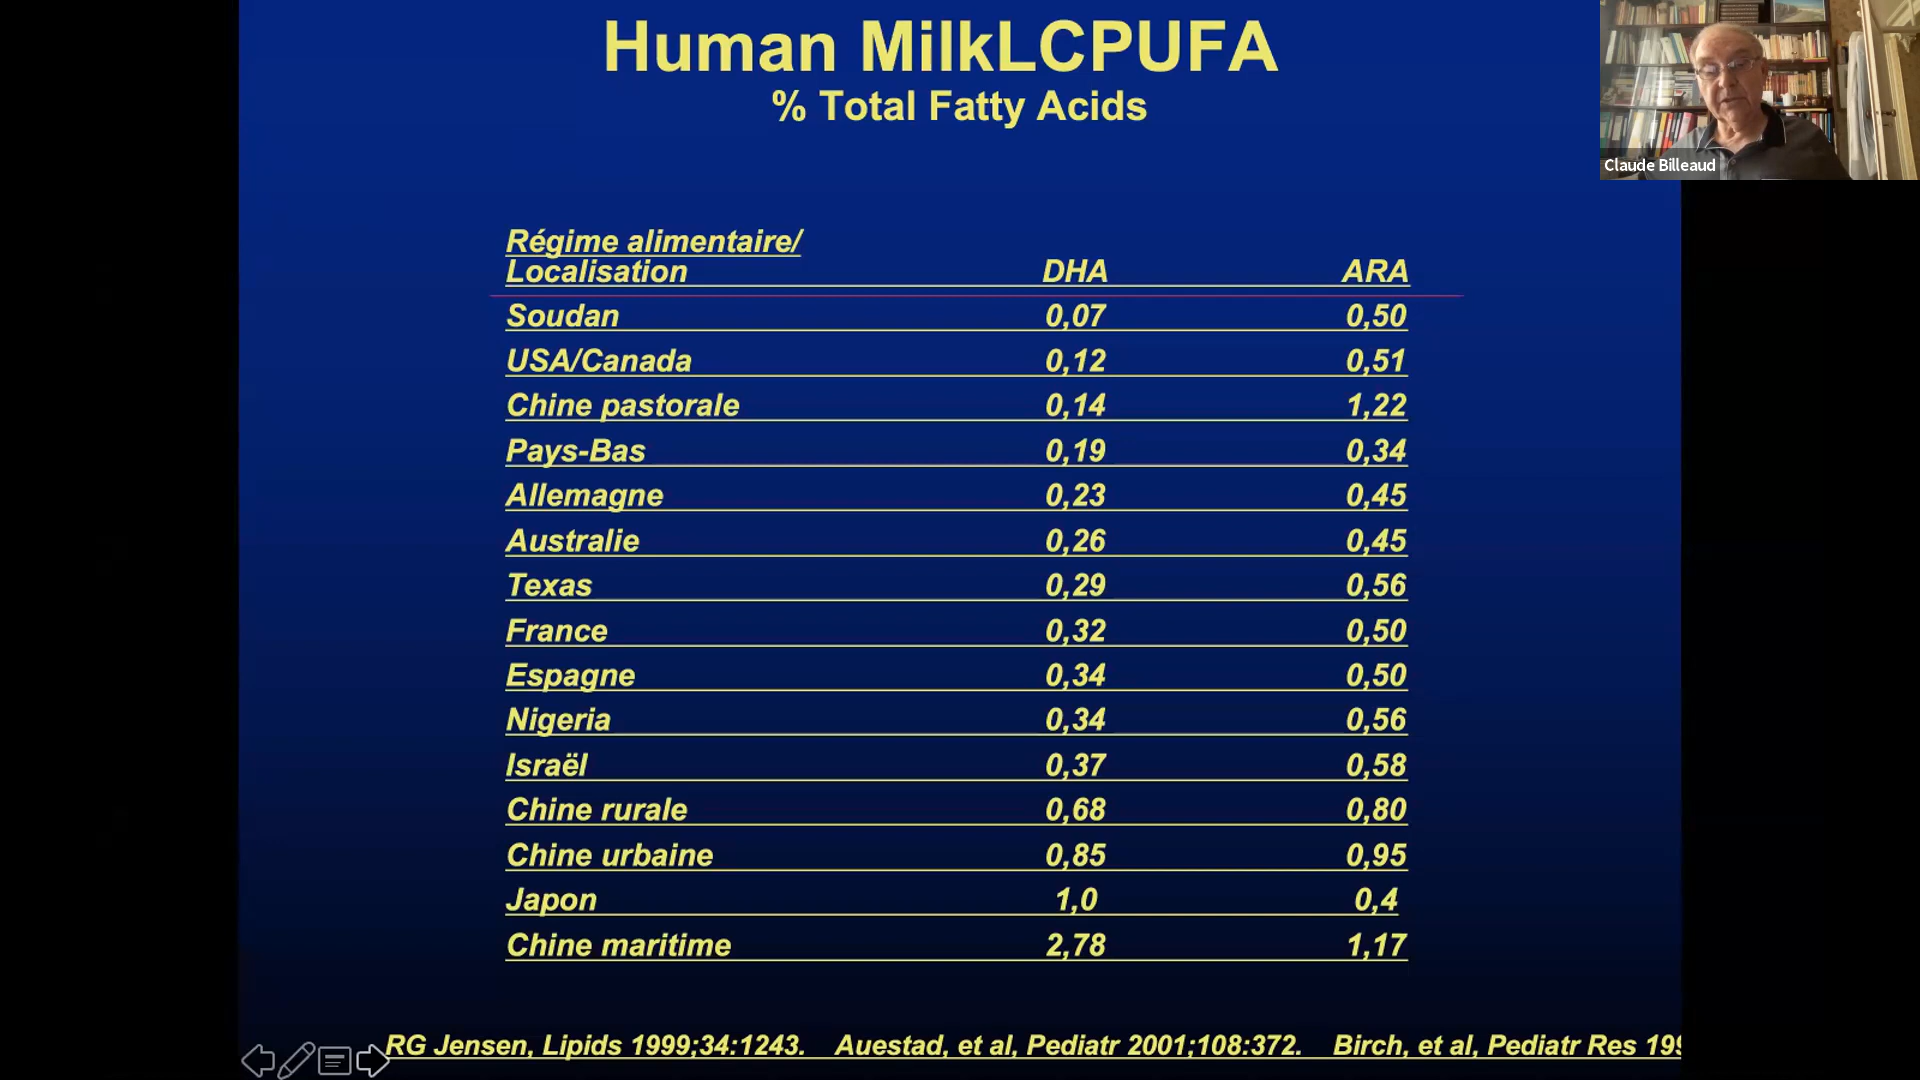 Human MilkLCPUFA
% Total Fatty Acids
Claude Billeaud
Régime alimentaire/
Localisation DHA ARA
Soudan 0,07 0,50
USA/Canada 0,12 0,51
Chine pastorale 0,14 1,22
Pays-Bas 0,19 0,34
Allemagne 0,23 0,45
Australie 0,26 0,45
Texas 0,29 0,56
France 0,32 0,50
Espagne 0,34 0,50
Nigeria 0,34 0,56
Israël 0,37 0,58
Chine rurale 0,68 0,80
Chine urbaine 0,85 0,95
Japon 1,0 0,4
Chine maritime 2,78 1,17
RG Jensen, Lipids 1999;34:1243. Auestad, et al, Pediatr 2001;108:372. Birch, et al, Pediatr Res